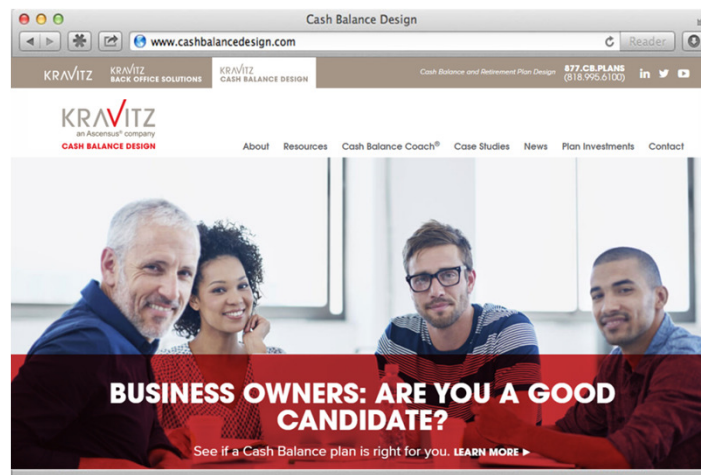 Cash Balance Design
www.cashbalancedesign.com
Reader
KRAVITZ
KRAVITZ
BACK OFFICE SOLUTIONS
KRAVITZ
CASH BALANCE DESIGN
Cash Balance and Retirement Plan Design
877.CB.PLANS
(818.995.6100)
in
KRAVITZ
an Ascensus® company
CASH BALANCE DESIGN
About Resources Cash Balance Coach® Case Studies News Plan Investments Contact
BUSINESS OWNERS: ARE YOU A GOOD
CANDIDATE?
See if a Cash Balance plan is right for you. LEARN MORE ▶